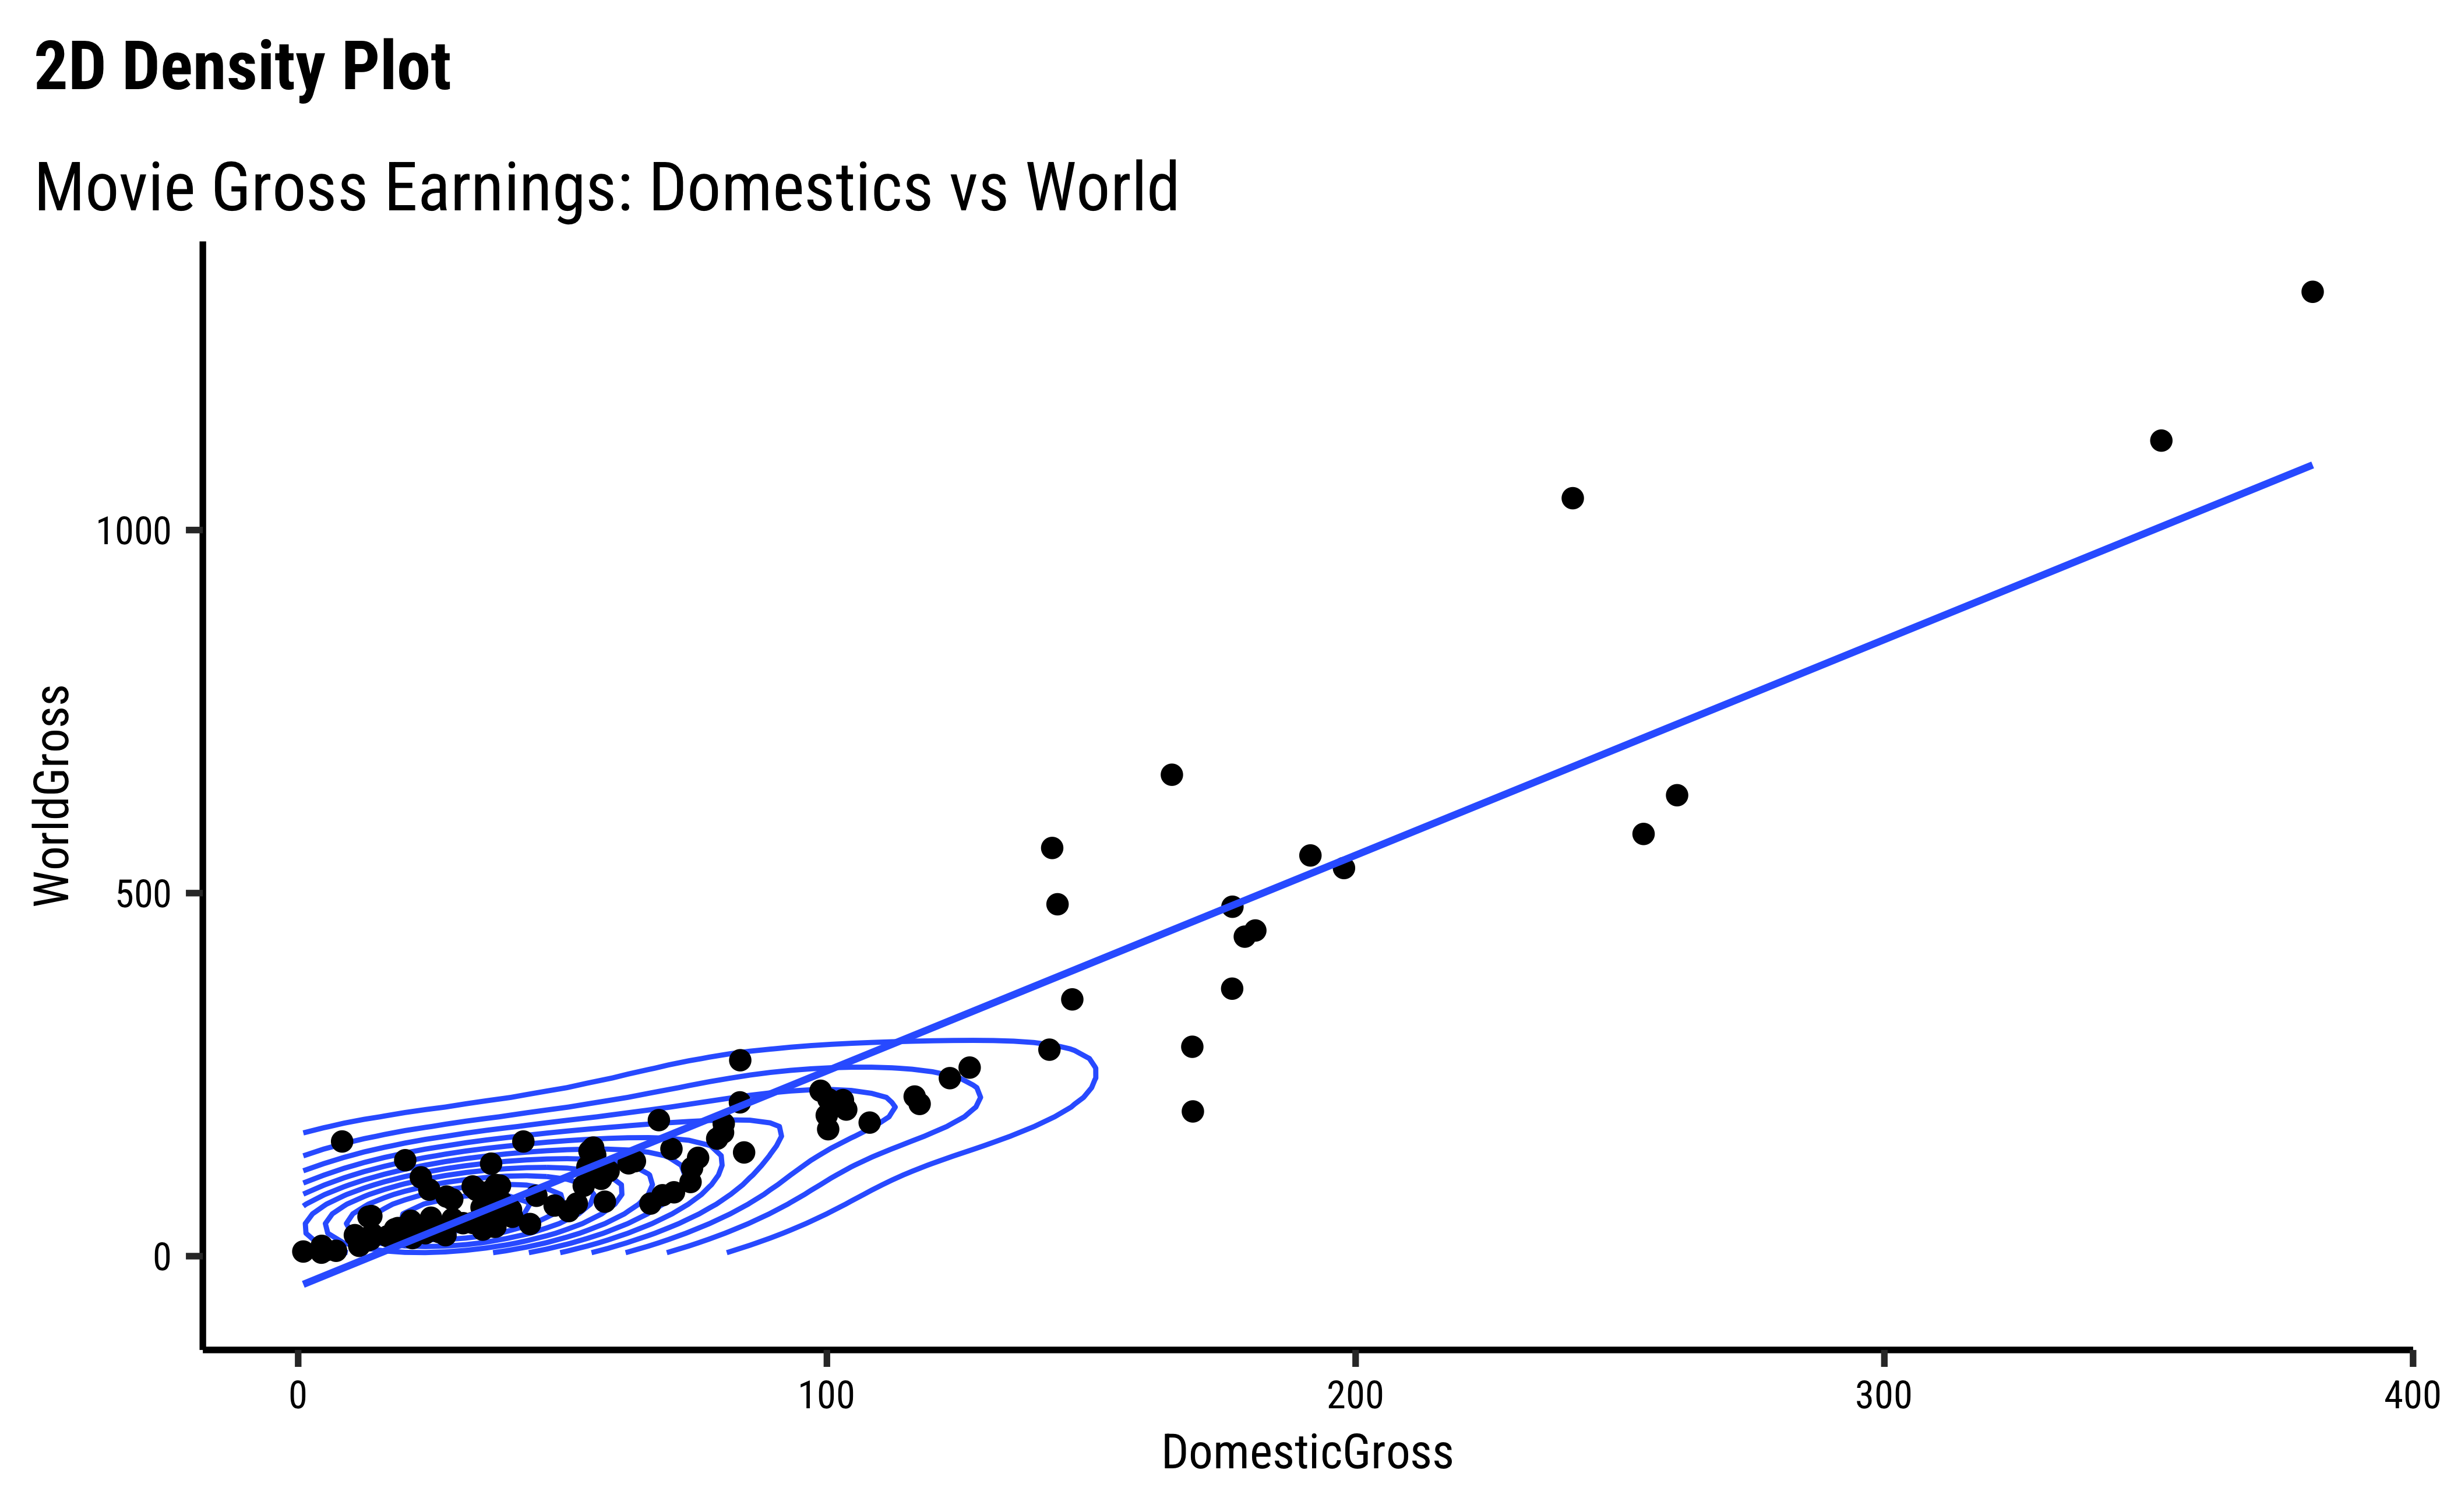 2D Density Plot
Movie Gross Earnings: Domestics vs World
WorldGross
1000
500
0
0 100 200 300 400
DomesticGross